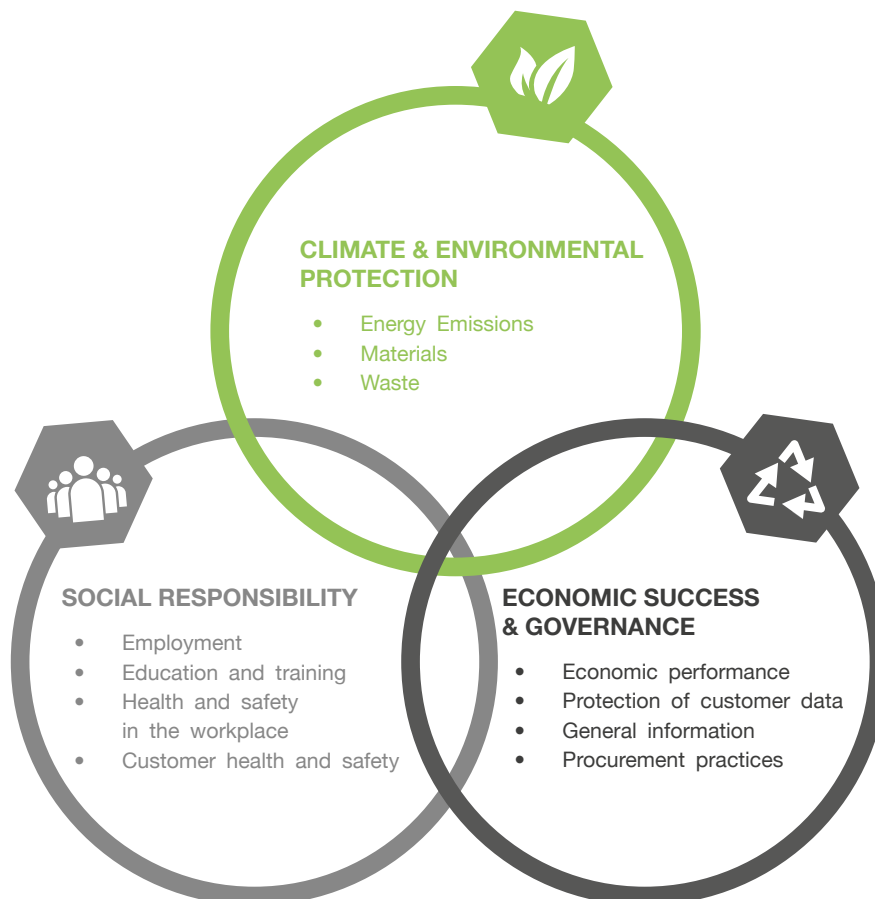 CLIMATE & ENVIRONMENTAL
PROTECTION
• Energy Emissions
• Materials
• Waste
SOCIAL RESPONSIBILITY
• Employment
• Education and training
• Health and safety
in the workplace
• Customer health and safety
ECONOMIC SUCCESS
& GOVERNANCE
• Economic performance
• Protection of customer data
• General information
• Procurement practices